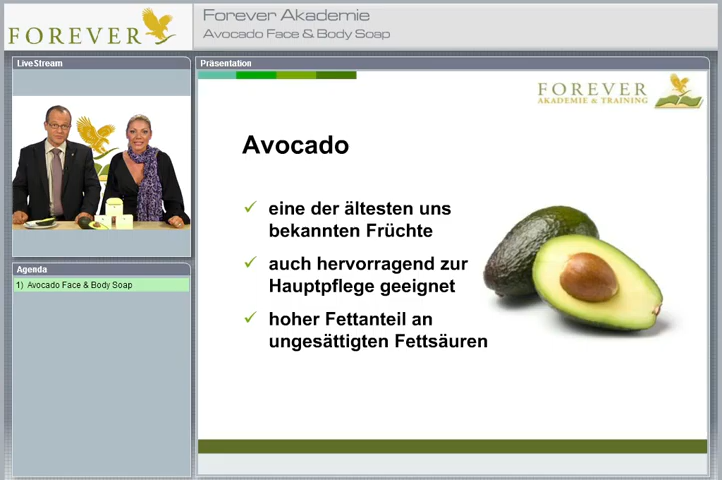 FOREVER
Forever Akademie
Avocado Face & Body Soap
LiveStream
Agenda
1) Avocado Face & Body Soap
Präsentation
FOREVER
AKADEMIE & TRAINING
Avocado
eine der ältesten uns
bekannten Früchte
auch hervorragend zur
Hauptpflege geeignet
hoher Fettanteil an
ungesättigten Fettsäuren